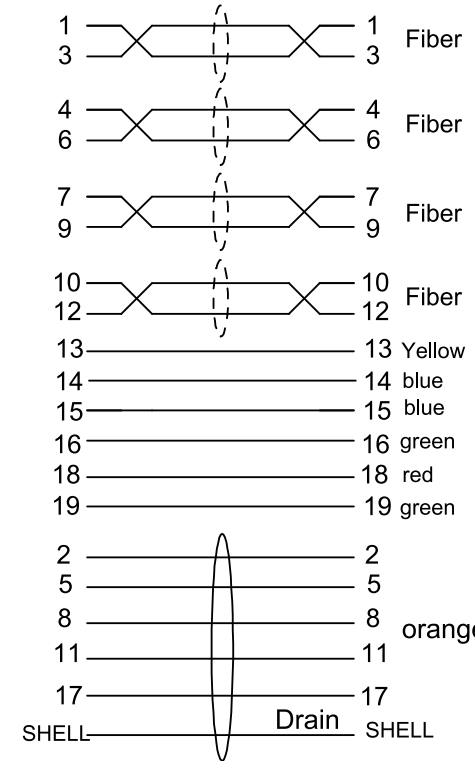 1 1 Fiber
3 3
4 4 Fiber
6 6
7 7 Fiber
9 9
10 10 Fiber
12 12
13 13 Yellow
14 14 blue
15 15 blue
16 16 green
18 18 red
19 19 green
2 2
5 5
8 8 orange
11 11
17 17
SHELL Drain SHELL